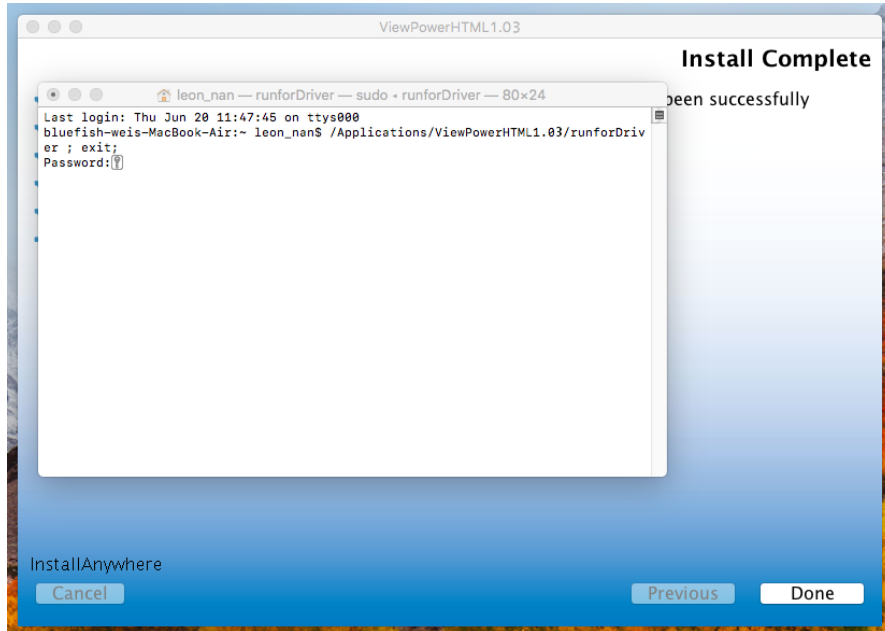 ViewPowerHTML1.03
Install Complete
leon_nan — runforDriver — sudo ◂ runforDriver — 80×24
been successfully
Last login: Thu Jun 20 11:47:45 on ttys000
bluefish-weis-MacBook-Air:~ leon_nan$ /Applications/ViewPowerHTML1.03/runforDriv
er ; exit;
Password:
InstallAnywhere
Cancel
Previous
Done